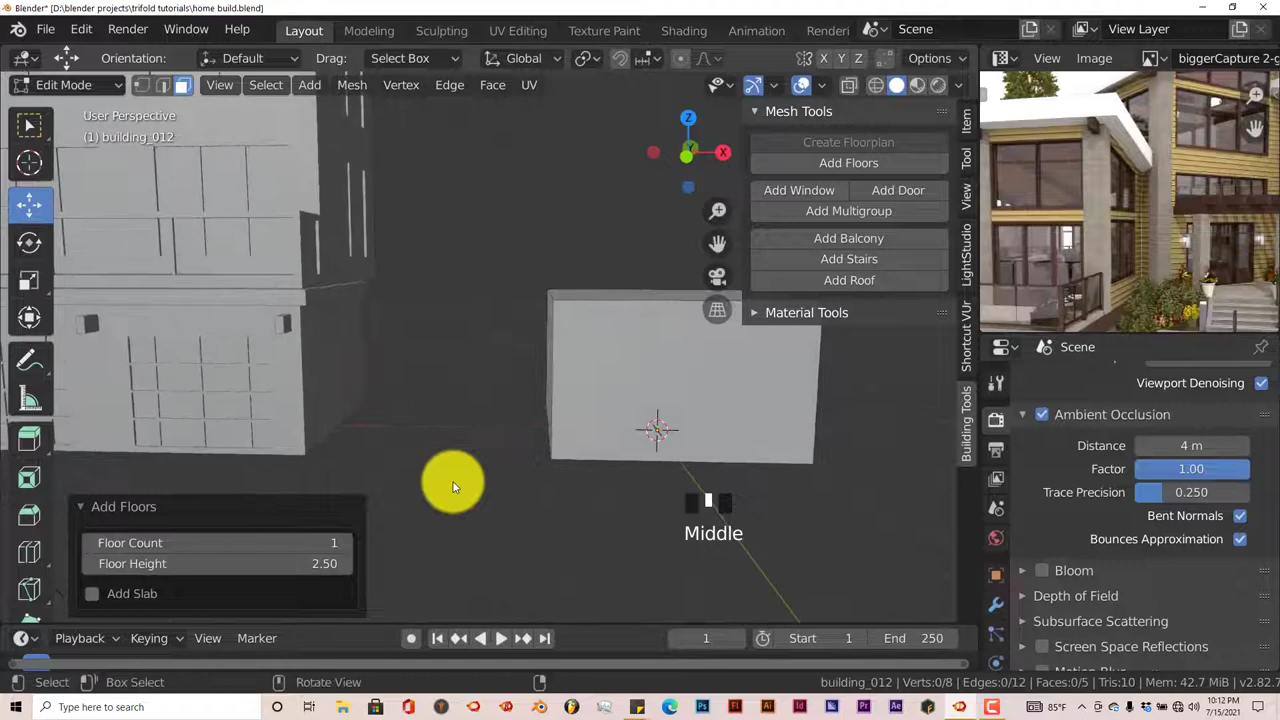 Blender* [D:\blender projects\trifold tutorials\home build.blend]
File Edit Render Window Help Layout Modeling Sculpting UV Editing Texture Paint Shading Animation Renderi Scene View Layer
Orientation: Default Drag: Select Box Global X Y Z Options View Image biggerCapture 2-
Edit Mode View Select Add Mesh Vertex Edge Face UV
User Perspective
(1) building_012
Z
X
Mesh Tools
Create Floorplan
Add Floors
Add Window Add Door
Add Multigroup
Add Balcony
Add Stairs
Add Roof
Material Tools
Item
Tool
View
LightStudio
Shortcut VUr
Building Tools
Scene
Viewport Denoising
Ambient Occlusion
Distance 4 m
Factor 1.00
Trace Precision 0.250
Bent Normals
Bounces Approximation
Bloom
Depth of Field
Subsurface Scattering
Screen Space Reflections
Middle
Add Floors
Floor Count 1
Floor Height 2.50
Add Slab
Playback Keying View Marker 1 Start 1 End 250
Select Box Select Rotate View building_012 | Verts:0/8 | Edges:0/12 | Faces:0/5 | Tris:10 | Mem: 42.7 MiB | v2.82.7
Type here to search 85°F 10:12 PM
7/15/2021